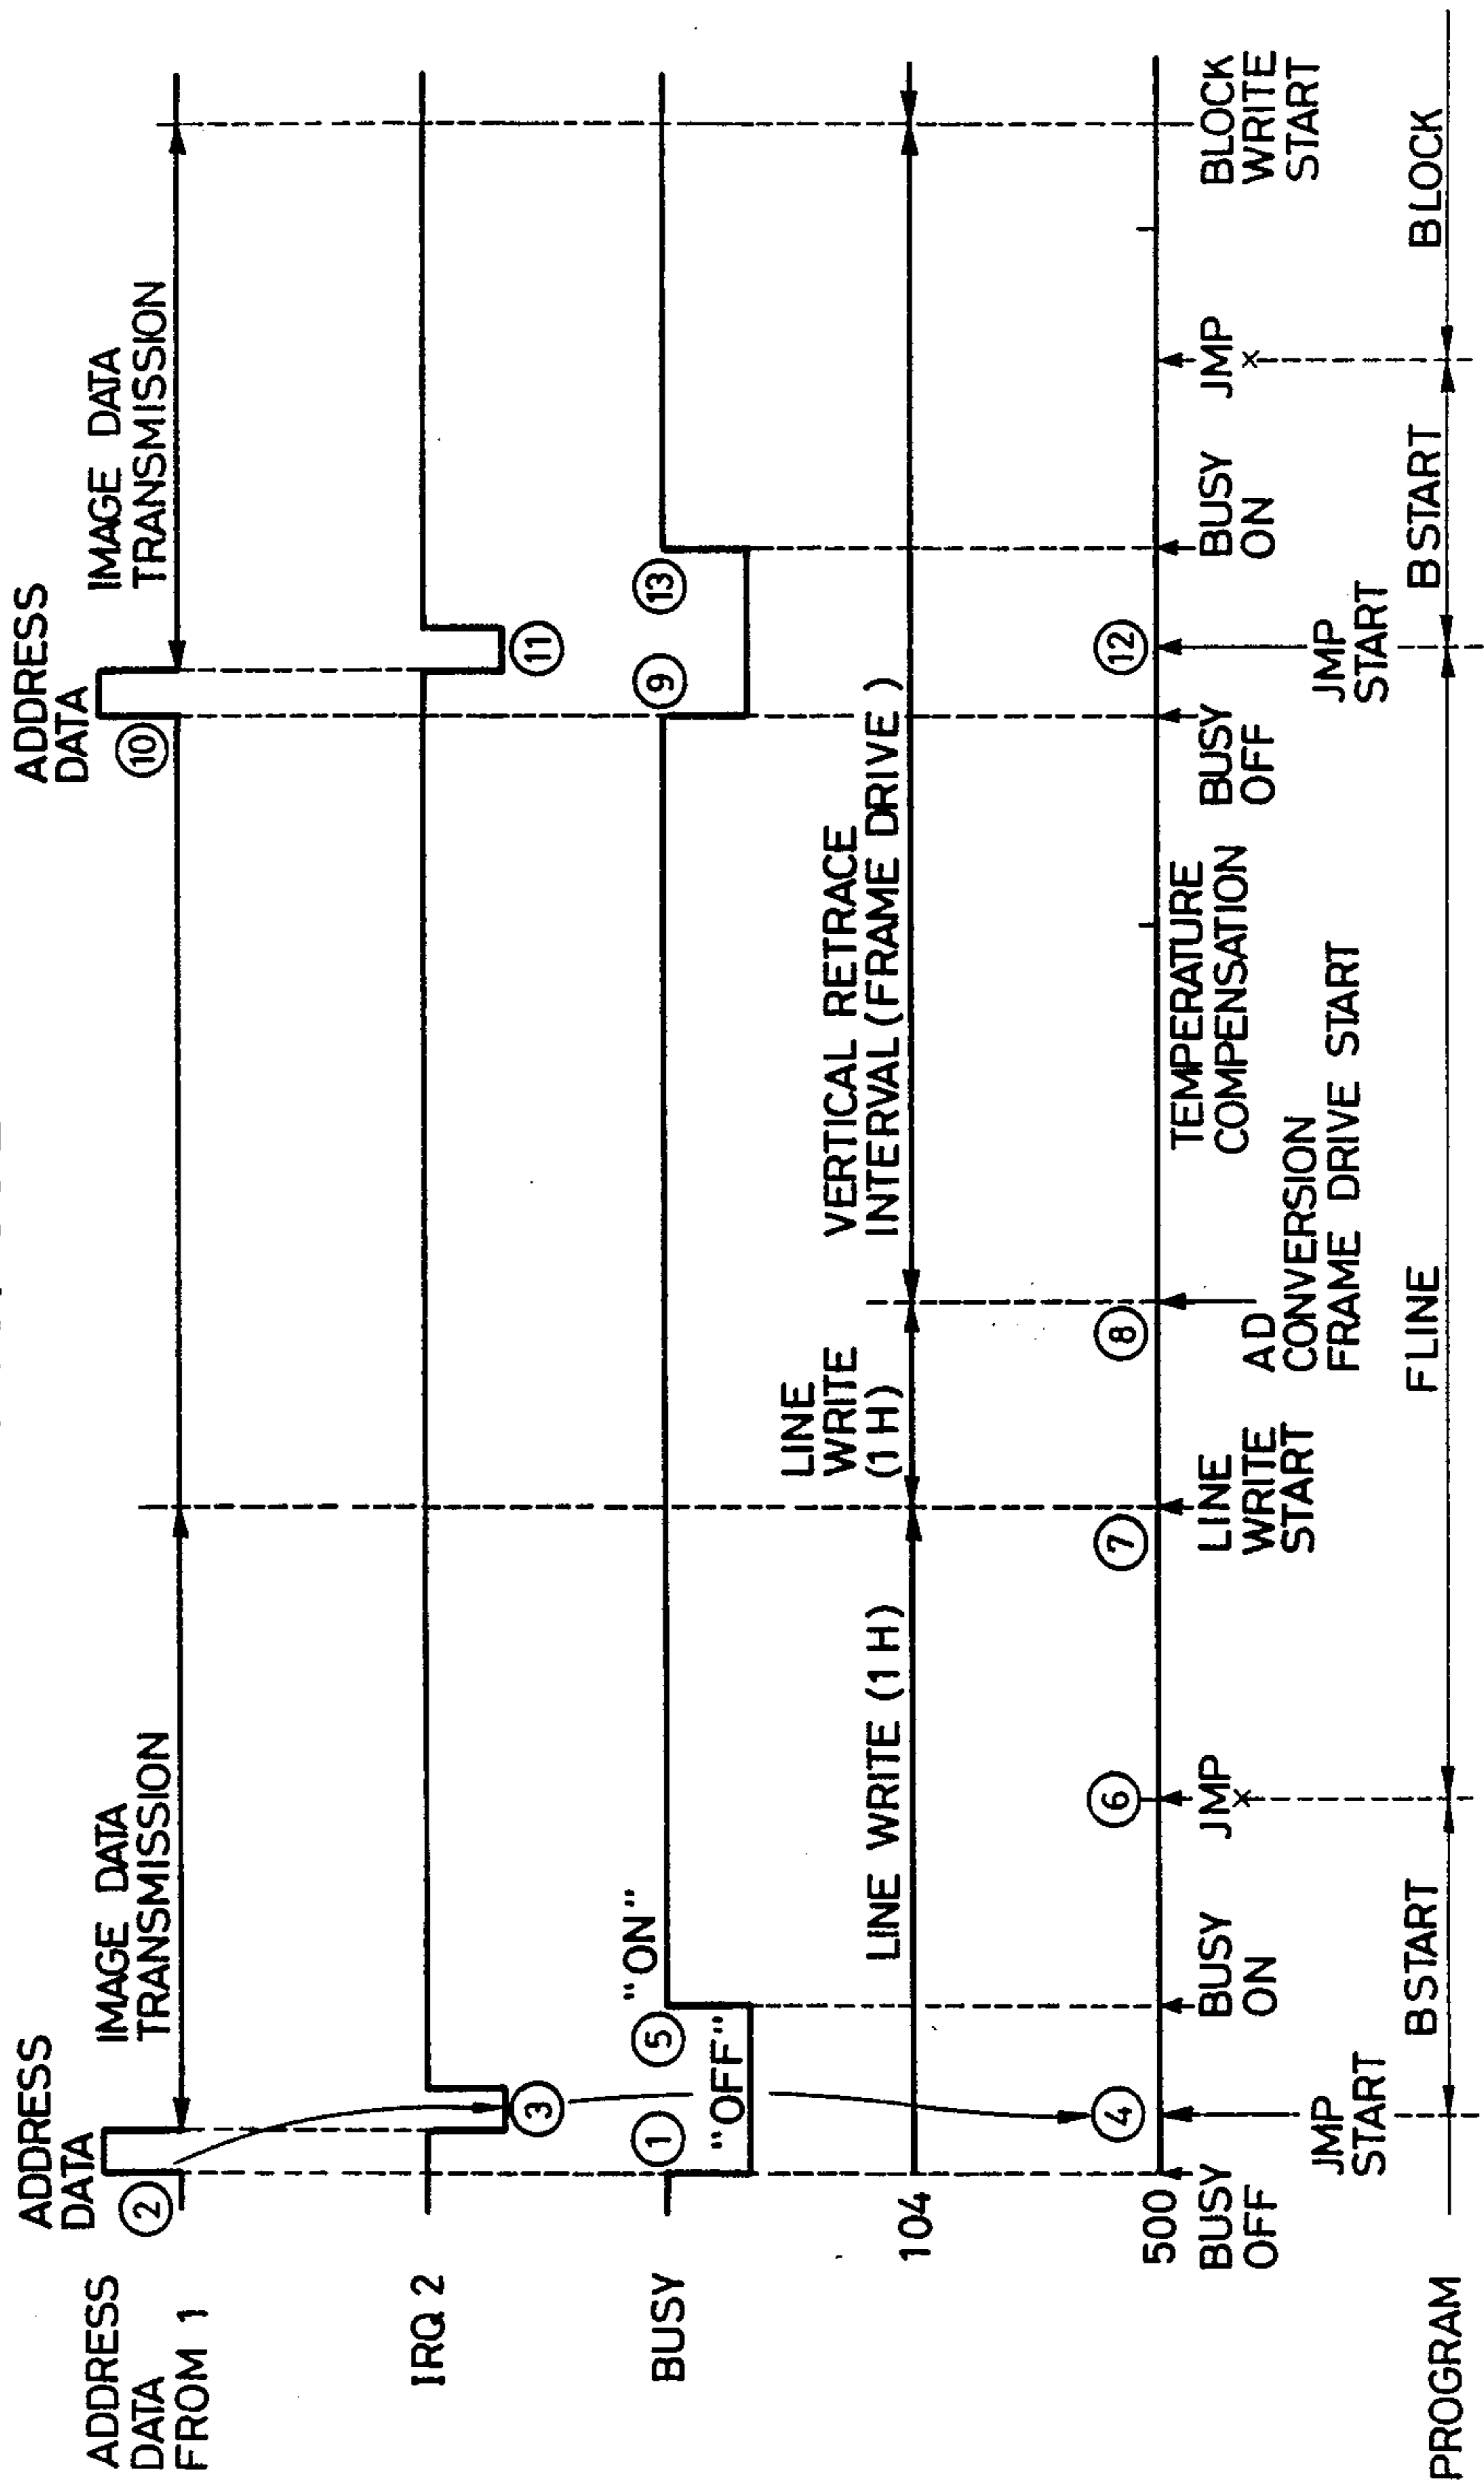 ADDRESS
DATA
FROM 1
ADDRESS
DATA
②
IMAGE DATA
TRANSMISSION
ADDRESS
DATA
⑩
IMAGE DATA
TRANSMISSION
IRQ 2
③
⑪
BUSY
①
"OFF"
⑤
"ON"
⑨
⑬
104
LINE WRITE (1 H)
LINE
WRITE
(1 H)
VERTICAL RETRACE
INTERVAL (FRAME DRIVE)
500
④
⑥
⑦
⑧
⑫
BUSY
OFF
JMP
START
BUSY
ON
JMP
×
LINE
WRITE
START
AD
CONVERSION
FRAME DRIVE START
TEMPERATURE
COMPENSATION
BUSY
OFF
JMP
START
BUSY
ON
JMP
×
BLOCK
WRITE
START
PROGRAM
BSTART
FLINE
BSTART
BLOCK